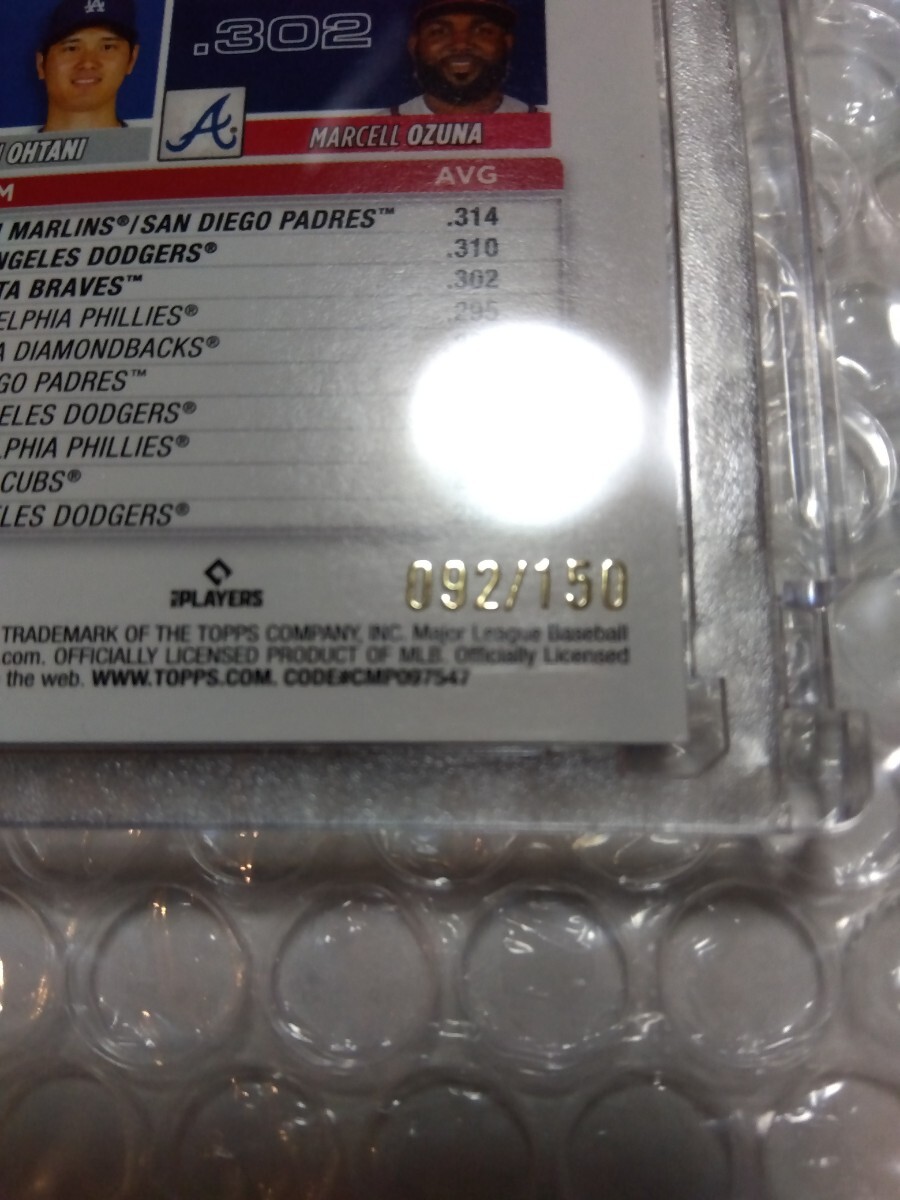 LA
.302
A
OHTANI
MARCELL OZUNA
M AVG
MARLINS®/SAN DIEGO PADRES™ .314
NGELES DODGERS® .310
TA BRAVES™ .302
ELPHIA PHILLIES® .295
A DIAMONDBACKS®
GO PADRES™
ELES DODGERS®
LPHIA PHILLIES®
CUBS®
LES DODGERS®
PLAYERS
092/150
TRADEMARK OF THE TOPPS COMPANY, INC. Major League Baseball
com. OFFICIALLY LICENSED PRODUCT OF MLB. Officially Licensed
the web. WWW.TOPPS.COM. CODE#CMP097547